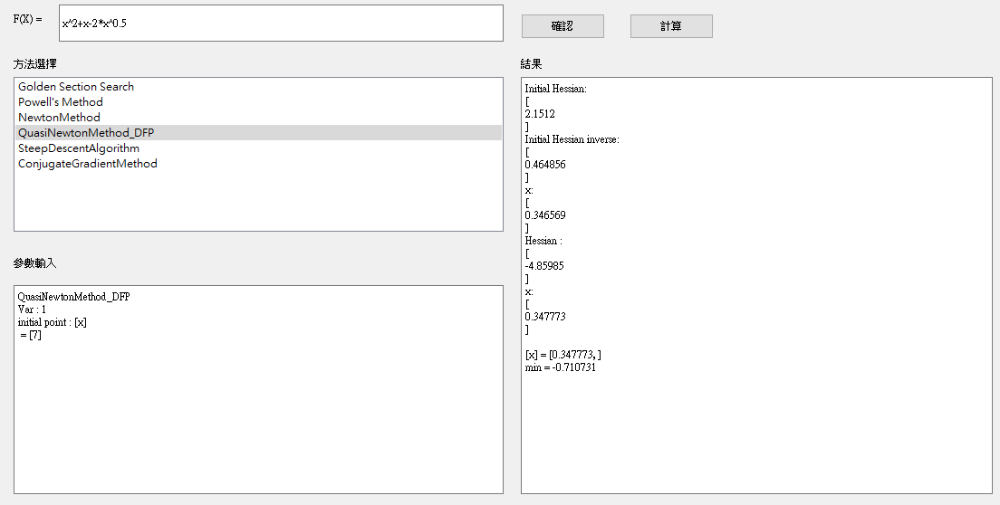 F(X) =
x^2+x-2*x^0.5
確認
計算
方法選擇
Golden Section Search
Powell's Method
NewtonMethod
QuasiNewtonMethod_DFP
SteepDescentAlgorithm
ConjugateGradientMethod
參數輸入
QuasiNewtonMethod_DFP
Var : 1
initial point : [x]
= [7]
結果
Initial Hessian:
[
2.1512
]
Initial Hessian inverse:
[
0.464856
]
x:
[
0.346569
]
Hessian :
[
-4.85985
]
x:
[
0.347773
]
[x] = [0.347773, ]
min = -0.710731